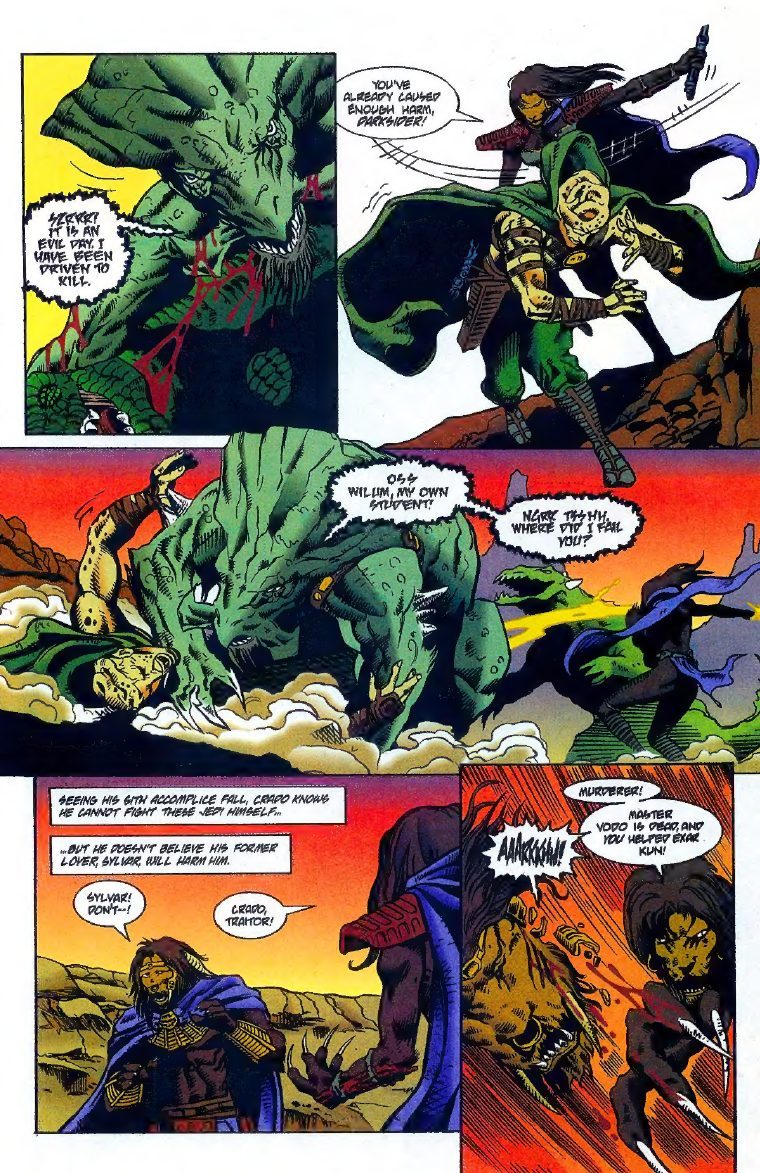 SZRRR!
IT IS AN
EVIL DAY. I
HAVE BEEN
DRIVEN TO
KILL.
YOU'VE
ALREADY CAUSED
ENOUGH HARM,
DARKSIDER!
OSS
WILUM, MY OWN
STUDENT!
NGRR TSSHH,
WHERE DID I FAIL
YOU?
SEEING HIS SITH ACCOMPLICE FALL, CRADO KNOWS
HE CANNOT FIGHT THESE JEDI HIMSELF...
...BUT HE DOESN'T BELIEVE HIS FORMER
LOVER, SYLVAR, WILL HARM HIM.
SYLVAR!
DON'T--!
CRADO,
TRAITOR!
MURDERER!
MASTER
VODO IS DEAD, AND
YOU HELPED EXAR
KUN!